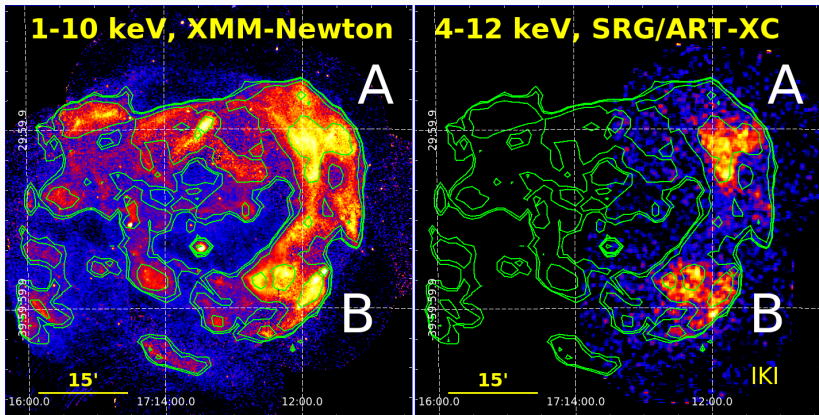 1-10 keV, XMM-Newton
A
29:59.9
39:59:59.9
B
15'
16:00.0
17:14:00.0
12:00.0
4-12 keV, SRG/ART-XC
A
29:59.9
39:59:59.9
B
IKI
15'
16:00.0
17:14:00.0
12:00.0